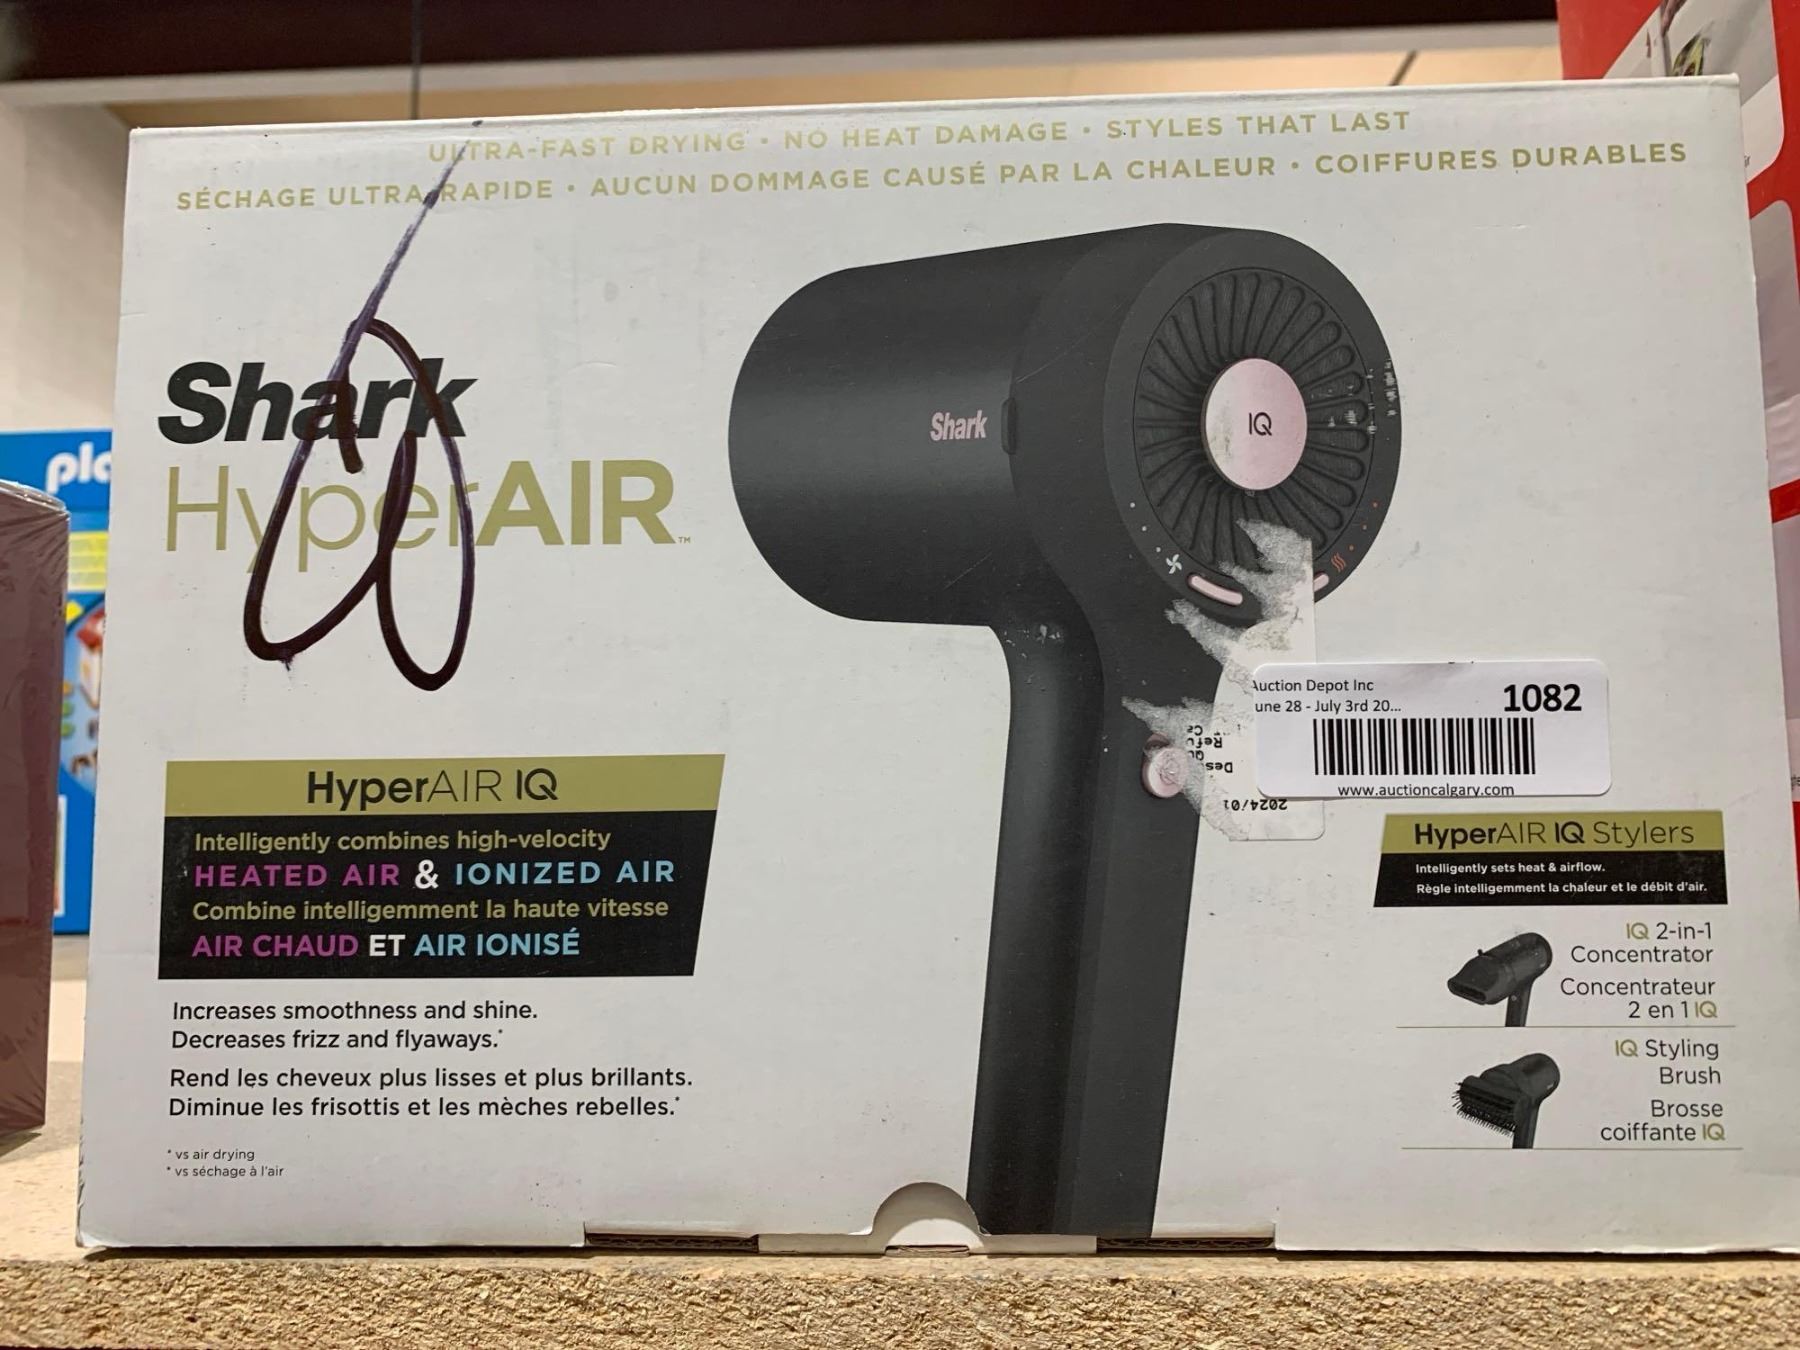 ULTRA-FAST DRYING • NO HEAT DAMAGE • STYLES THAT LAST
SÉCHAGE ULTRA-RAPIDE • AUCUN DOMMAGE CAUSÉ PAR LA CHALEUR • COIFFURES DURABLES
Shark
HyperAIR™
Shark
IQ
HyperAIR IQ
Intelligently combines high-velocity
HEATED AIR & IONIZED AIR
Combine intelligemment la haute vitesse
AIR CHAUD ET AIR IONISÉ
Increases smoothness and shine.
Decreases frizz and flyaways.*
Rend les cheveux plus lisses et plus brillants.
Diminue les frisottis et les mèches rebelles.*
* vs air drying
* vs séchage à l'air
Auction Depot Inc
une 28 - July 3rd 20...
1082
www.auctioncalgary.com
2024/01
HyperAIR IQ Stylers
Intelligently sets heat & airflow.
Règle intelligemment la chaleur et le débit d'air.
IQ 2-in-1
Concentrator
Concentrateur
2 en 1 IQ
IQ Styling
Brush
Brosse
coiffante IQ